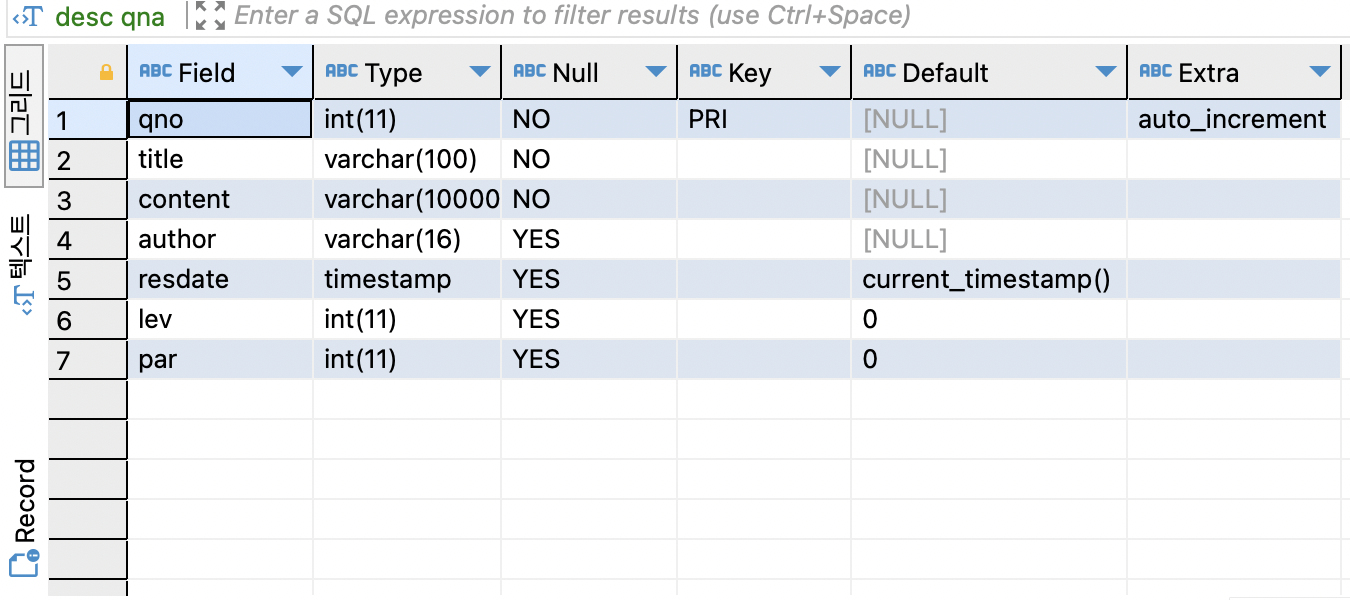 desc qna Enter a SQL expression to filter results (use Ctrl+Space)
그리드
텍스트
Record
ABC Field ABC Type ABC Null ABC Key ABC Default ABC Extra
1 qno int(11) NO PRI [NULL] auto_increment
2 title varchar(100) NO [NULL]
3 content varchar(10000 NO [NULL]
4 author varchar(16) YES [NULL]
5 resdate timestamp YES current_timestamp()
6 lev int(11) YES 0
7 par int(11) YES 0